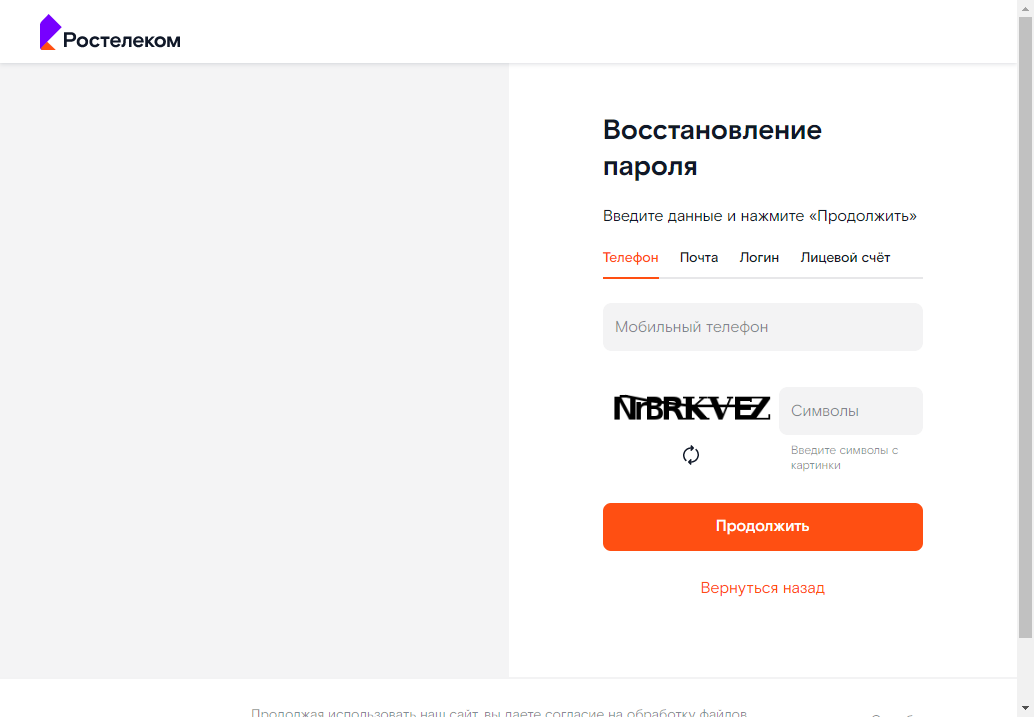 Ростелеком
Восстановление
пароля
Введите данные и нажмите «Продолжить»
Телефон Почта Логин Лицевой счёт
Мобильный телефон
NrBRKVEZ
Символы
Введите символы с
картинки
Продолжить
Вернуться назад
Продолжая использовать наш сайт, вы даете согласие на обработку файлов